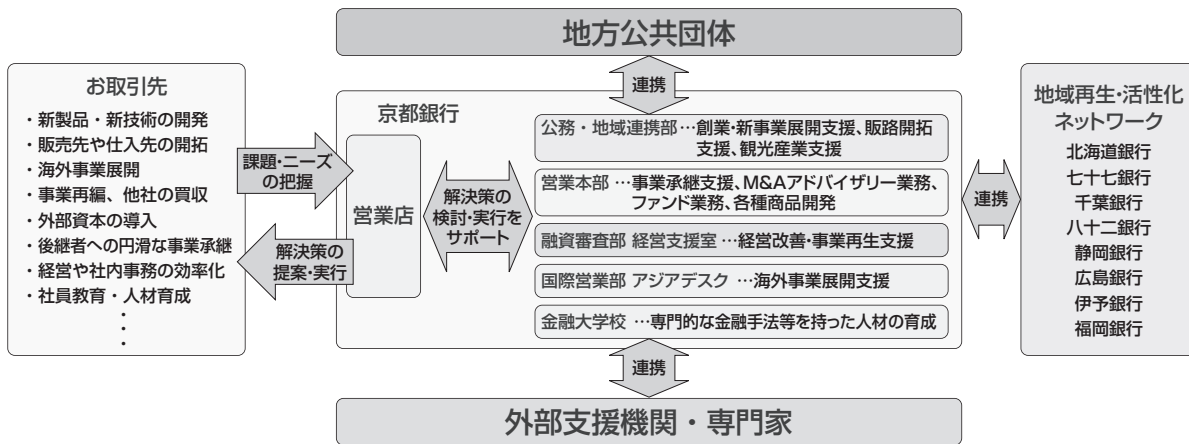 地方公共団体
連携
お取引先
・新製品・新技術の開発
・販売先や仕入先の開拓
・海外事業展開
・事業再編、他社の買収
・外部資本の導入
・後継者への円滑な事業承継
・経営や社内事務の効率化
・社員教育・人材育成
・
・
・
課題・ニーズ
の把握
解決策の
提案・実行
京都銀行
営業店
解決策の
検討・実行を
サポート
公務・地域連携部…創業・新事業展開支援、販路開拓
支援、観光産業支援
営業本部…事業承継支援、M&Aアドバイザリー業務、
ファンド業務、各種商品開発
融資審査部 経営支援室…経営改善・事業再生支援
国際営業部 アジアデスク…海外事業展開支援
金融大学校…専門的な金融手法等を持った人材の育成
連携
地域再生・活性化
ネットワーク
北海道銀行
七十七銀行
千葉銀行
八十二銀行
静岡銀行
広島銀行
伊予銀行
福岡銀行
連携
外部支援機関・専門家